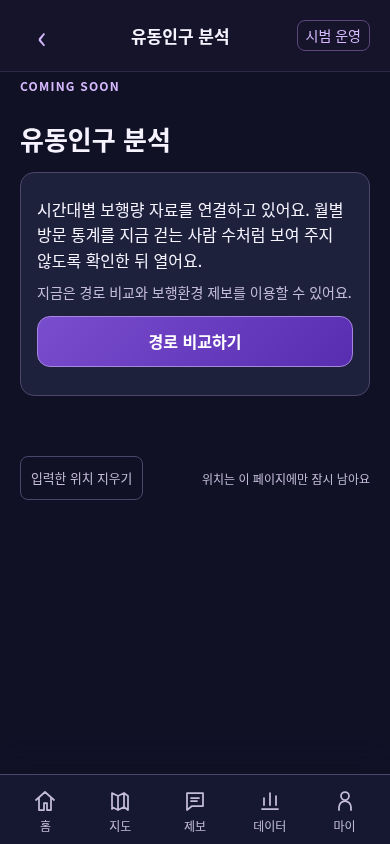 유동인구 분석
시범 운영
COMING SOON
유동인구 분석
시간대별 보행량 자료를 연결하고 있어요. 월별
방문 통계를 지금 걷는 사람 수처럼 보여 주지
않도록 확인한 뒤 열어요.
지금은 경로 비교와 보행환경 제보를 이용할 수 있어요.
경로 비교하기
입력한 위치 지우기
위치는 이 페이지에만 잠시 남아요
홈
지도
제보
데이터
마이